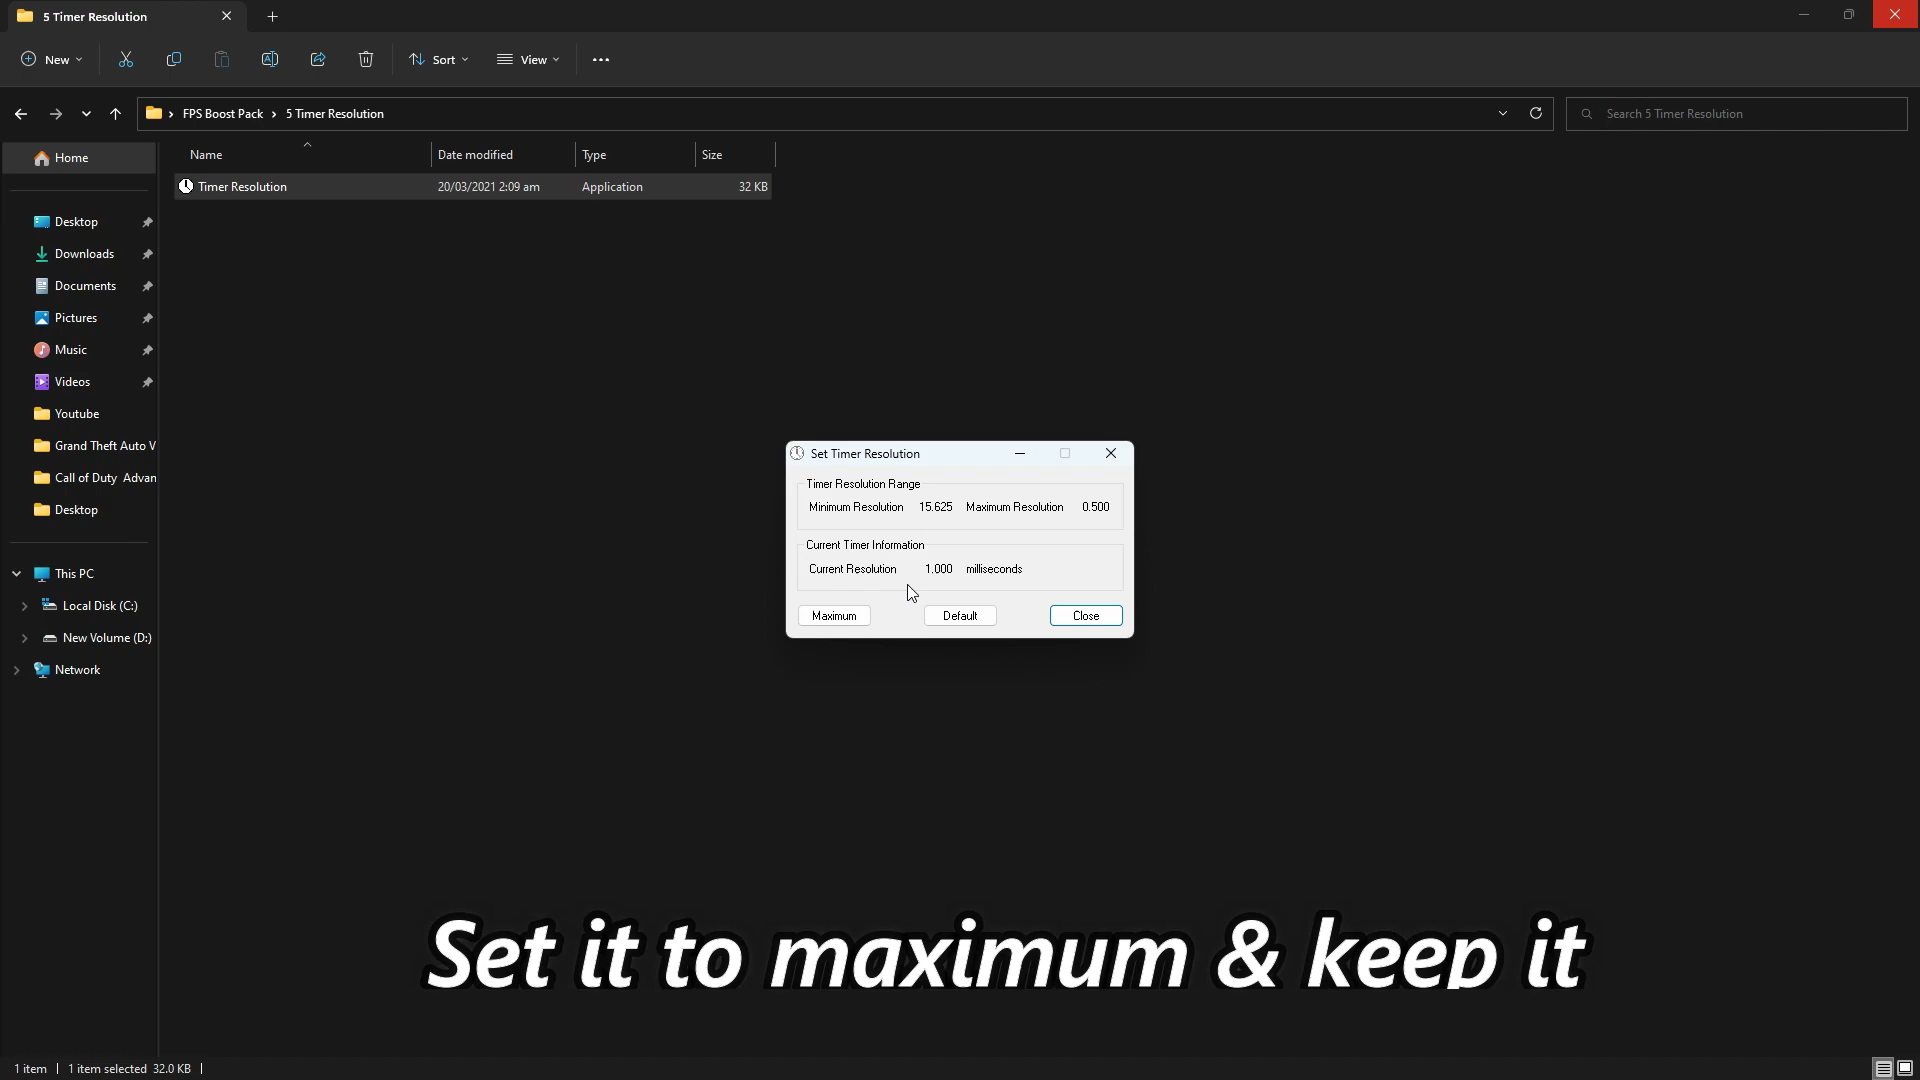 5 Timer Resolution
New
Sort
View
FPS Boost Pack
5 Timer Resolution
Search 5 Timer Resolution
Home
Desktop
Downloads
Documents
Pictures
Music
Videos
Youtube
Grand Theft Auto V
Call of Duty Advan
Desktop
This PC
Local Disk (C:)
New Volume (D:)
Network
Name Date modified Type Size
Timer Resolution 20/03/2021 2:09 am Application 32 KB
Set Timer Resolution
Timer Resolution Range
Minimum Resolution 15.625 Maximum Resolution 0.500
Current Timer Information
Current Resolution 1.000 milliseconds
Maximum Default Close
Set it to maximum & keep it
1 item 1 item selected 32.0 KB